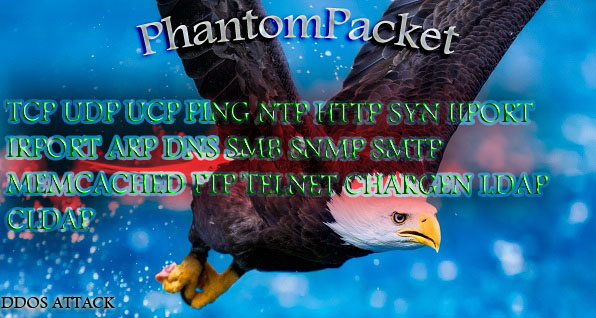 PhantomPacket
TCP UDP UCP PING NTP HTTP SYN IIPORT
IRPORT ARP DNS SMB SNMP SMTP
MEMCACHED FTP TELNET CHARGEN LDAP
CLDAP
DDOS ATTACK